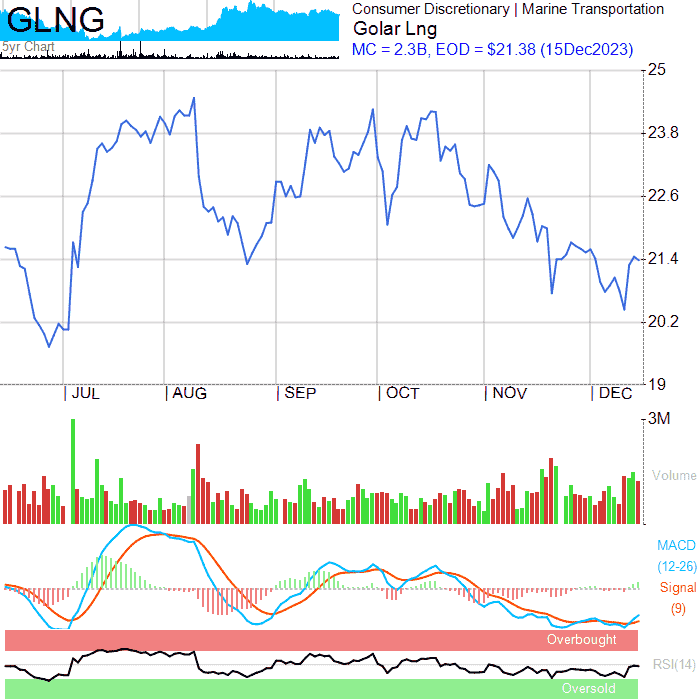 GLNG
5yr Chart
Consumer Discretionary | Marine Transportation
Golar Lng
MC = 2.3B, EOD = $21.38 (15Dec2023)
25
23.8
22.6
21.4
20.2
19
| JUL | AUG | SEP | OCT | NOV | DEC
3M
Volume
MACD
(12-26)
Signal
(9)
Overbought
RSI(14)
Oversold